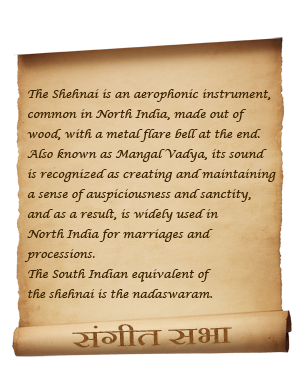 The Shehnai is an aerophonic instrument,
common in North India, made out of
wood, with a metal flare bell at the end.
Also known as Mangal Vadya, its sound
is recognized as creating and maintaining
a sense of auspiciousness and sanctity,
and as a result, is widely used in
North India for marriages and
processions.
The South Indian equivalent of
the shehnai is the nadaswaram.
संगीत सभा